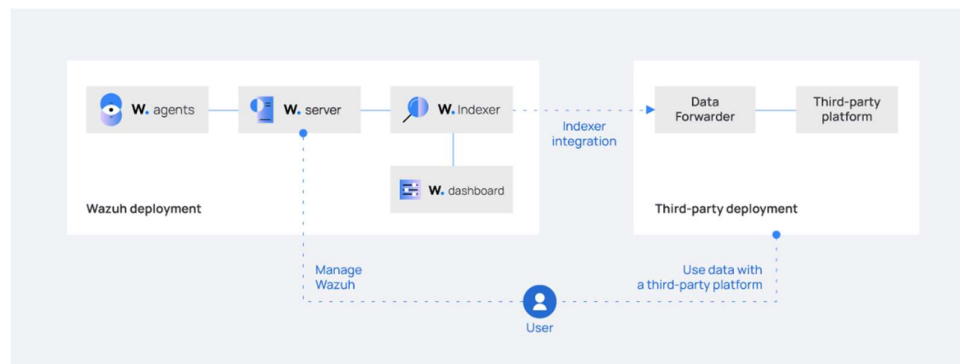 W. agents
W. server
W. Indexer
Data
Forwarder
Third-party
platform
Indexer
integration
W. dashboard
Wazuh deployment
Third-party deployment
Manage
Wazuh
Use data with
a third-party platform
User